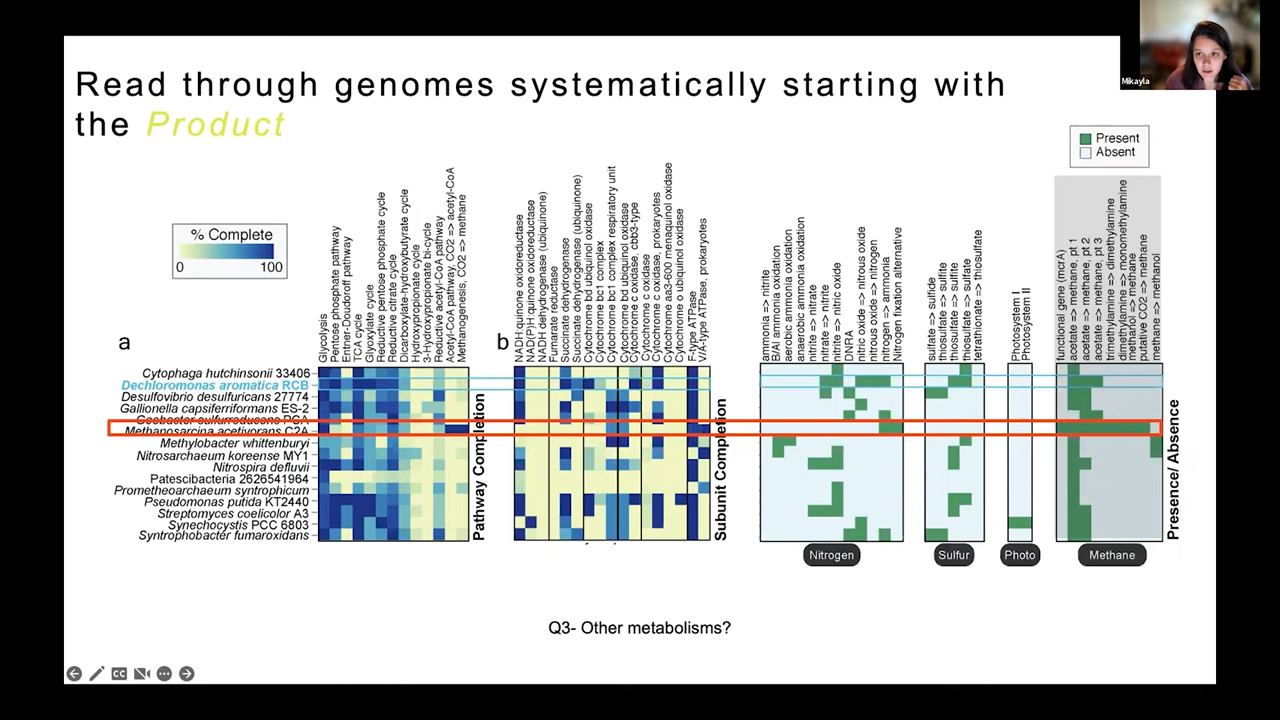 Mikayla
Read through genomes systematically starting with
the Product
Present
Absent
% Complete
0 100
a
Glycolysis
Pentose phosphate pathway
Entner-Doudoroff pathway
TCA cycle
Glyoxylate cycle
Reductive pentose phosphate cycle
Reductive citrate cycle
Dicarboxylate-hydroxybutyrate cycle
Hydroxypropionate cycle
3-Hydroxypropionate bi-cycle
Reductive acetyl-CoA pathway
Acetyl-CoA pathway, CO2 => acetyl-CoA
Methanogenesis, CO2 => methane
b
NADH:quinone oxidoreductase
NAD(P)H:quinone oxidoreductase
NADH dehydrogenase (ubiquinone)
Fumarate reductase
Succinate dehydrogenase
Succinate dehydrogenase (ubiquinone)
Cytochrome bd ubiquinol oxidase
Cytochrome bc1 complex
Cytochrome bc1 complex respiratory unit
Cytochrome bd ubiquinol oxidase
Cytochrome c oxidase, cbb3-type
Cytochrome c oxidase
Cytochrome c oxidase, prokaryotes
Cytochrome aa3-600 menaquinol oxidase
Cytochrome o ubiquinol oxidase
F-type ATPase
V/A-type ATPase, prokaryotes
ammonia => nitrite
B/AI ammonia oxidation
aerobic ammonia oxidation
anaerobic ammonia oxidation
nitrite => nitrate
nitrate => nitrite
nitrite => nitric oxide
DNRA
nitric oxide => nitrous oxide
nitrous oxide => nitrogen
nitrogen => ammonia
Nitrogen fixation alternative
sulfate => sulfide
thiosulfate => sulfite
thiosulfate => sulfite
thiosulfate => sulfate
tetrathionate => thiosulfate
Photosystem I
Photosystem II
functional gene (mcrA)
acetate => methane, pt 1
acetate => methane, pt 2
acetate => methane, pt 3
trimethylamine => dimethylamine
dimethylamine => monomethylamine
methanol => methane
putative CO2 => methane
methane => methanol
Cytophaga hutchinsonii 33406
Dechloromonas aromatica RCB
Desulfovibrio desulfuricans 27774
Gallionella capsiferriformans ES-2
Geobacter sulfurreducens PCA
Methanosarcina acetivorans C2A
Methylobacter whittenburyi
Nitrosarchaeum koreense MY1
Nitrospira defluvii
Patescibacteria 2626541964
Prometheoarchaeum syntrophicum
Pseudomonas putida KT2440
Streptomyces coelicolor A3
Synechocystis PCC 6803
Syntrophobacter fumaroxidans
Pathway Completion
Subunit Completion
Presence/ Absence
Nitrogen
Sulfur
Photo
Methane
Q3- Other metabolisms?
CC